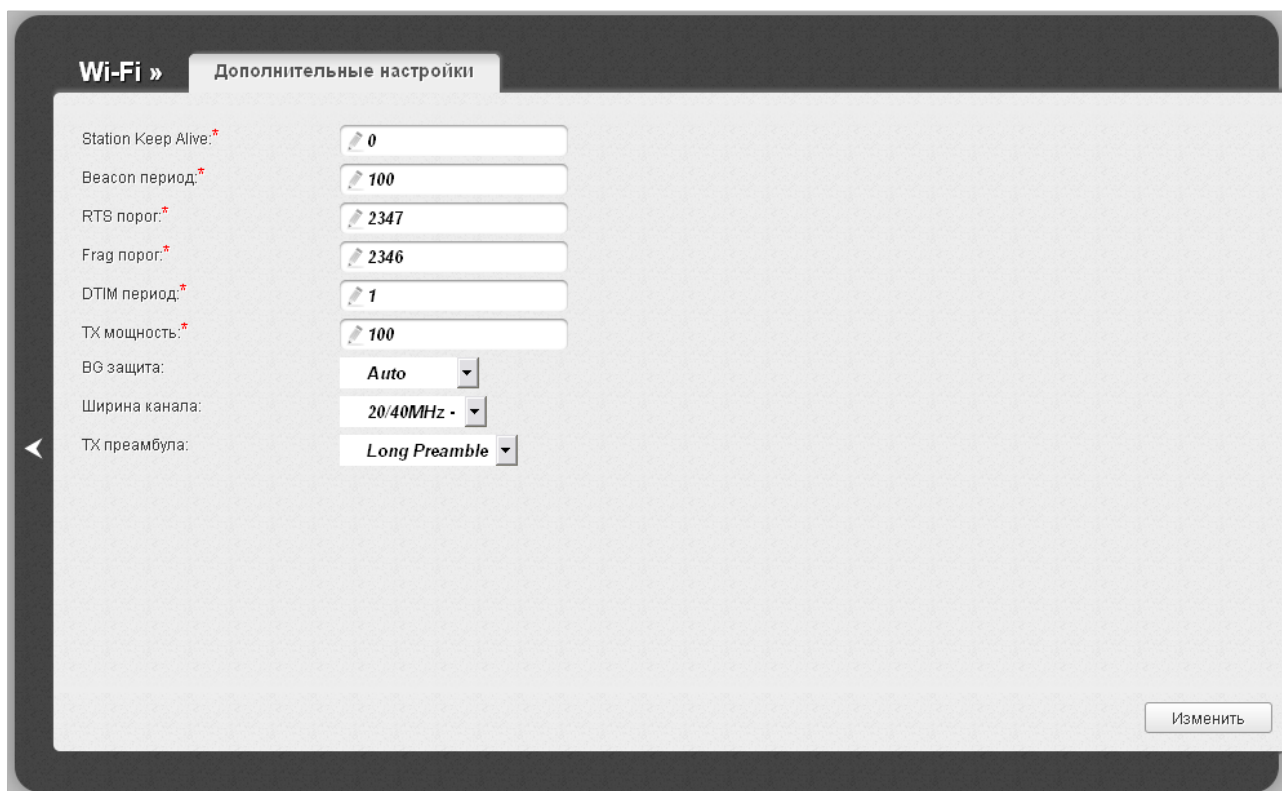 Wi-Fi » Дополнительные настройки
Station Keep Alive:* 0
Beacon период:* 100
RTS порог:* 2347
Frag порог:* 2346
DTIM период:* 1
TX мощность:* 100
BG защита: Auto
Ширина канала: 20/40MHz -
TX преамбула: Long Preamble
Изменить